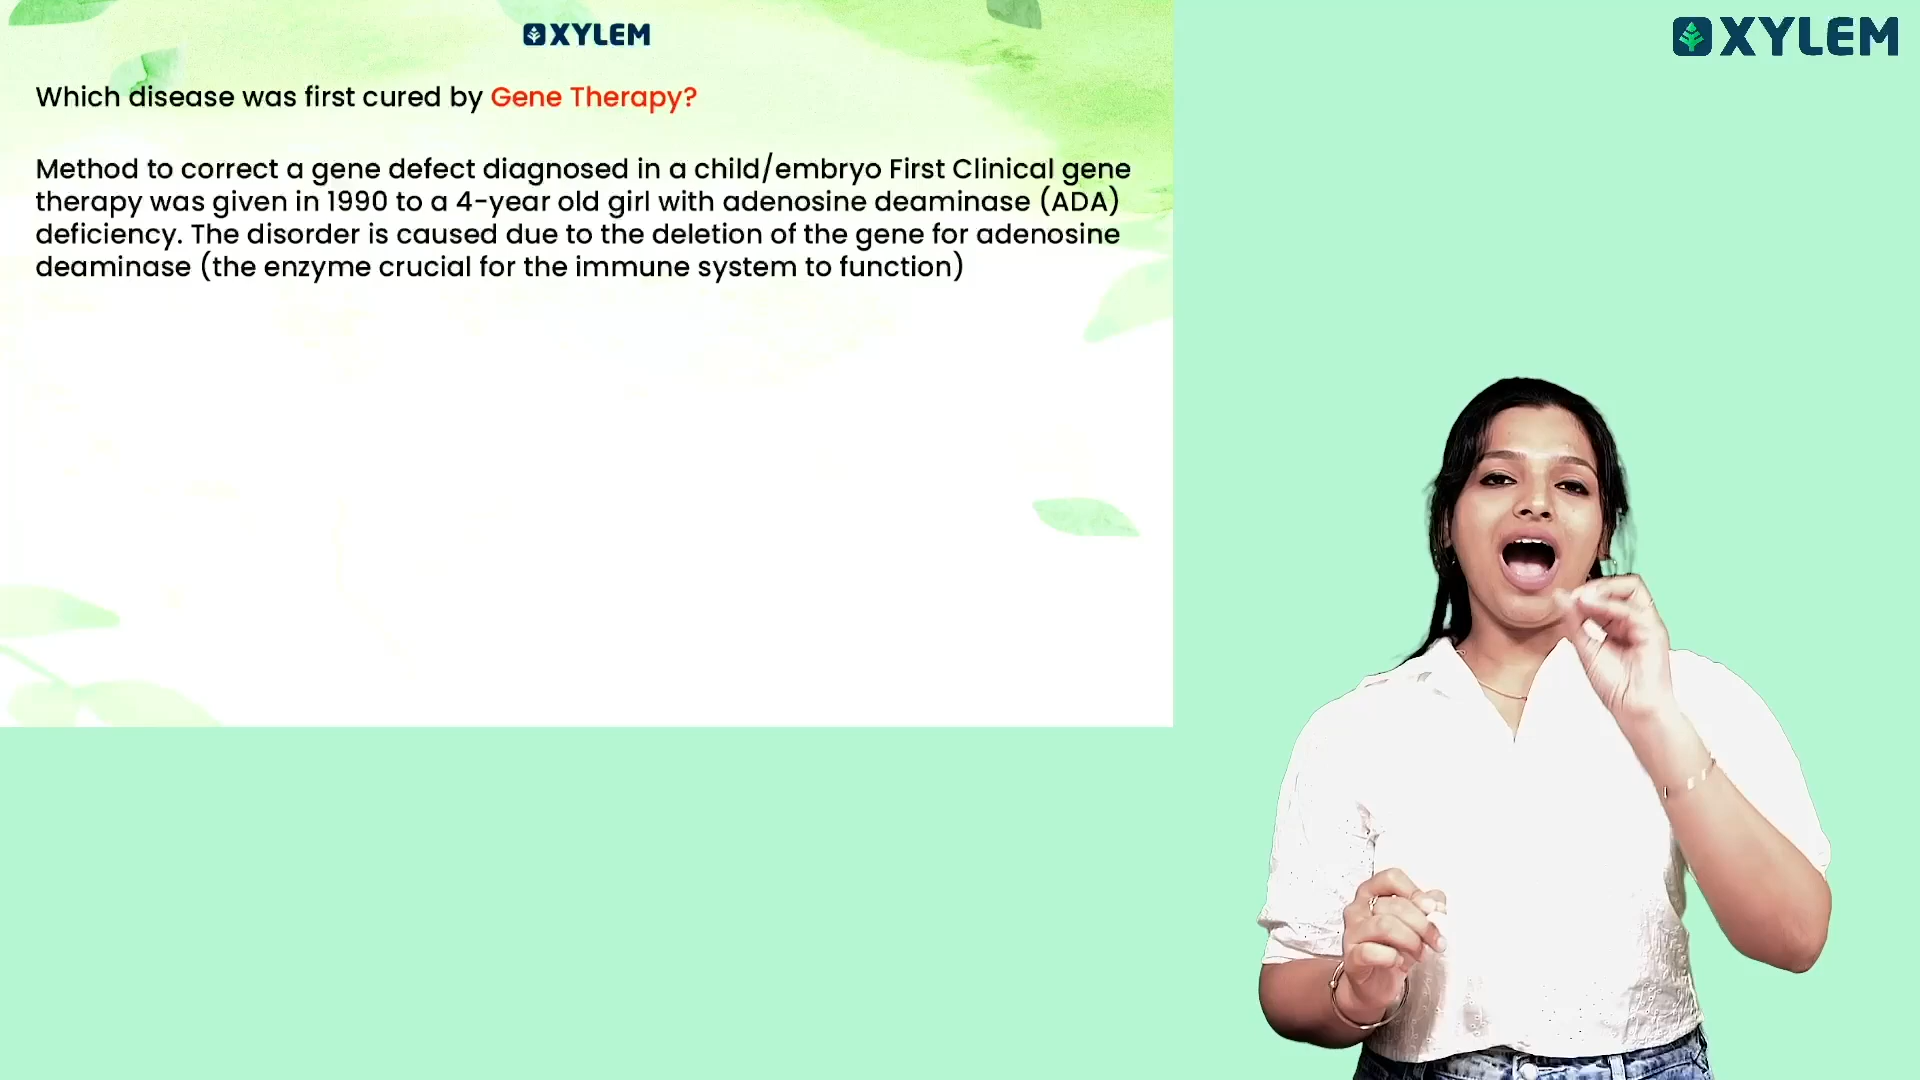 XYLEM
XYLEM
Which disease was first cured by Gene Therapy?
Method to correct a gene defect diagnosed in a child/embryo First Clinical gene
therapy was given in 1990 to a 4-year old girl with adenosine deaminase (ADA)
deficiency. The disorder is caused due to the deletion of the gene for adenosine
deaminase (the enzyme crucial for the immune system to function)